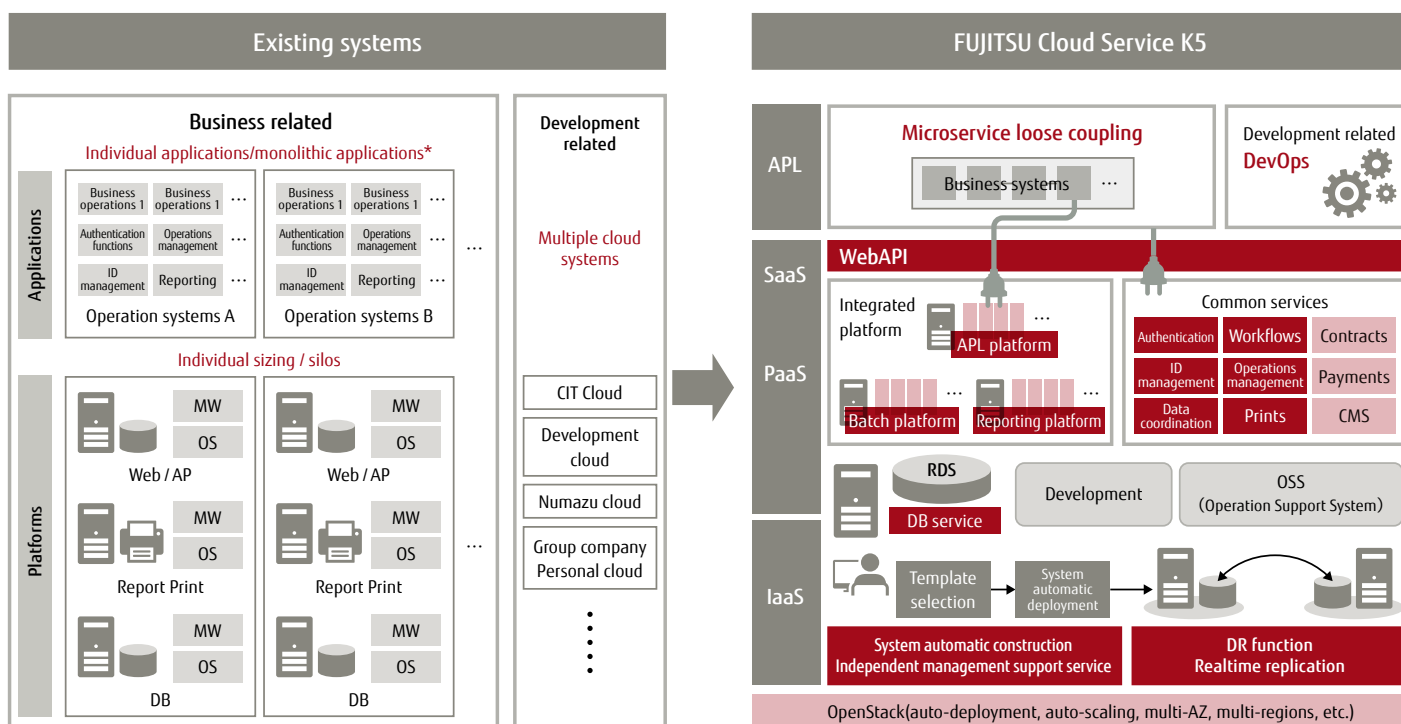 Existing systems
Business related
Individual applications/monolithic applications*
Applications
Business
operations 1
Business
operations 1
...
Authentication
functions
Operations
management
...
ID
management
Reporting
...
Operation systems A
Business
operations 1
Business
operations 1
...
Authentication
functions
Operations
management
...
ID
management
Reporting
...
Operation systems B
...
Individual sizing / silos
Platforms
MW
OS
Web / AP
MW
OS
Report Print
MW
OS
DB
MW
OS
Web / AP
MW
OS
Report Print
MW
OS
DB
...
Development
related
Multiple cloud
systems
CIT Cloud
Development
cloud
Numazu cloud
Group company
Personal cloud
FUJITSU Cloud Service K5
APL
SaaS
PaaS
IaaS
Microservice loose coupling
Business systems
...
Development related
DevOps
WebAPI
Integrated
platform
...
APL platform
...
Batch platform
...
Reporting platform
Common services
Authentication
Workflows
Contracts
ID
management
Operations
management
Payments
Data
coordination
Prints
CMS
RDS
DB service
Development
OSS
(Operation Support System)
Template
selection
System
automatic
deployment
System automatic construction
Independent management support service
DR function
Realtime replication
OpenStack(auto-deployment, auto-scaling, multi-AZ, multi-regions, etc.)